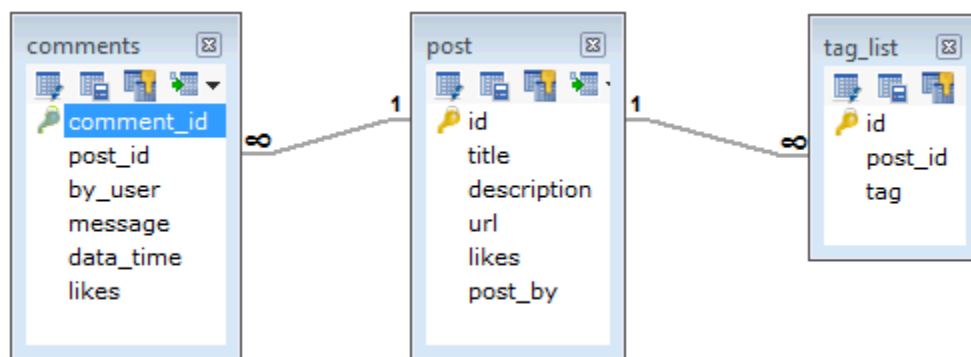 comments
comment_id
post_id
by_user
message
data_time
likes
∞
1
post
id
title
description
url
likes
post_by
1
∞
tag_list
id
post_id
tag